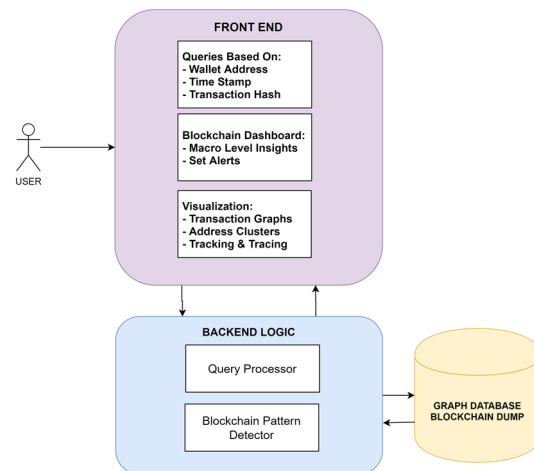 FRONT END
Queries Based On:
- Wallet Address
- Time Stamp
- Transaction Hash
Blockchain Dashboard:
- Macro Level Insights
- Set Alerts
USER
Visualization:
- Transaction Graphs
- Address Clusters
- Tracking & Tracing
BACKEND LOGIC
Query Processor
Blockchain Pattern
Detector
GRAPH DATABASE
BLOCKCHAIN DUMP